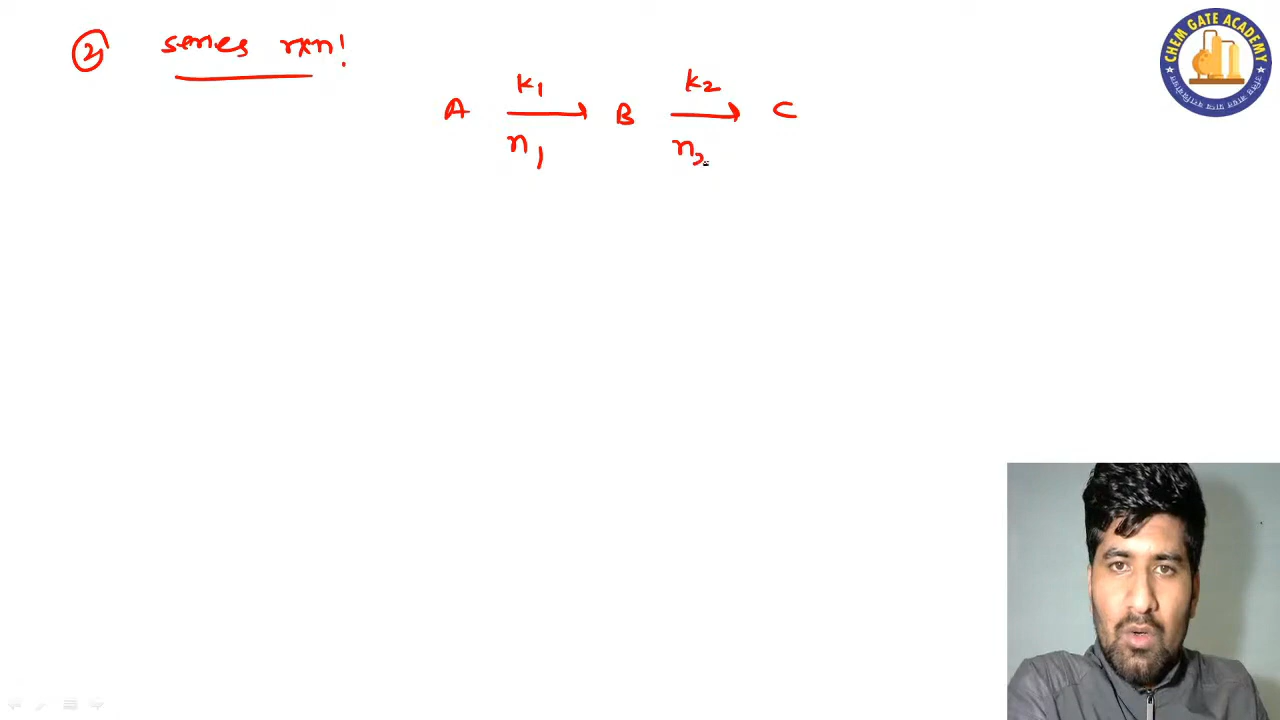 ② series rxn!
k1 k2
A → B → C
n1 n2
CHEM GATE ACADEMY